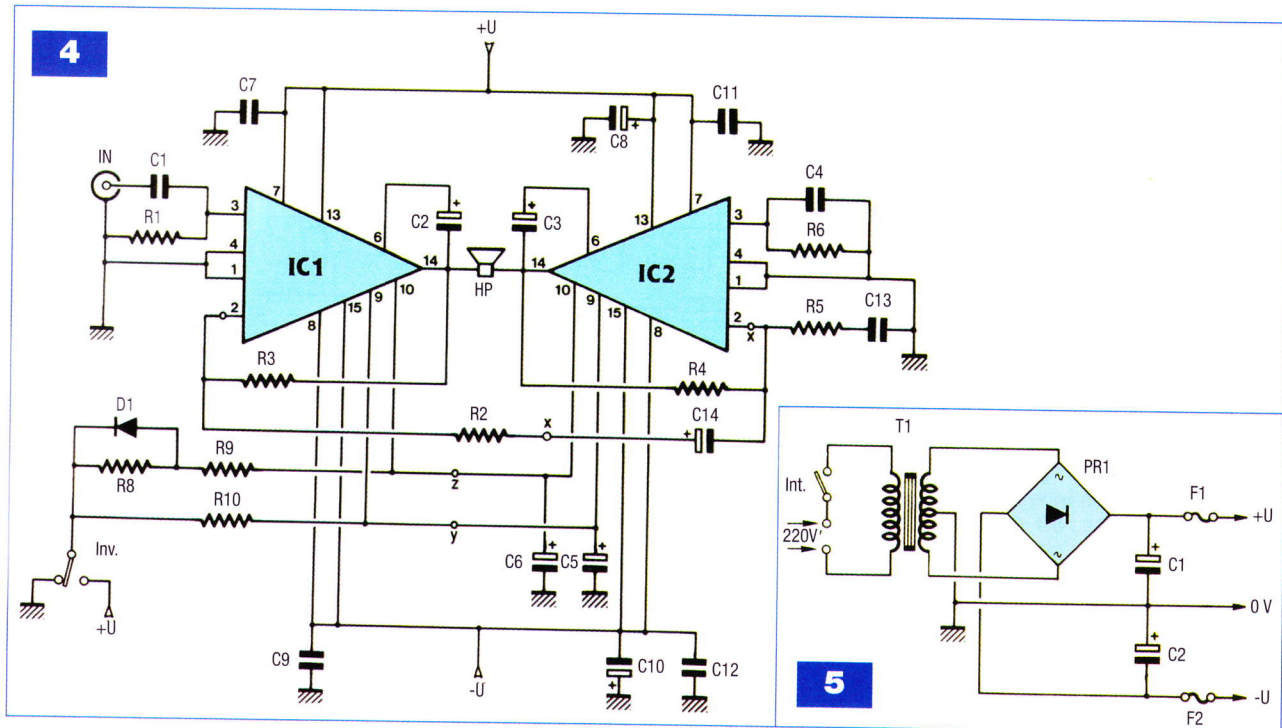 4
+U
C7
C8
+
C11
IN
C1
R1
3
4
1
2
7
13
6
14
10
9
15
8
IC1
C2
+
HP
C3
+
14
6
13
7
3
4
1
2
x
10
9
15
8
IC2
C4
R6
R5
C13
R3
R4
D1
R8
R9
R10
R2
x
+
C14
z
y
C6
+
C5
+
Inv.
+U
C9
-U
C10
+
C12
T1
Int.
220V
~
PR1
~
F1
+U
+
C1
0 V
+
C2
F2
-U
5